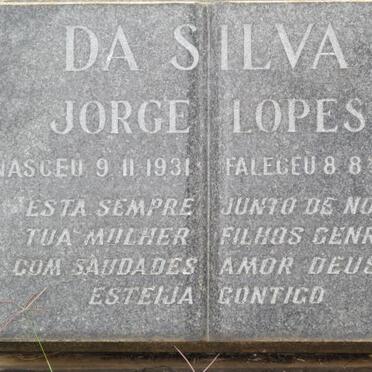 DA SILVA
JORGE LOPES
NASCEU 9.11.1931 FALECEU 8.8
ESTA SEMPRE JUNTO DE NO
TUA MULHER FILHOS GENR
COM SAUDADES AMOR DEUS
ESTEIJA CONTIGO